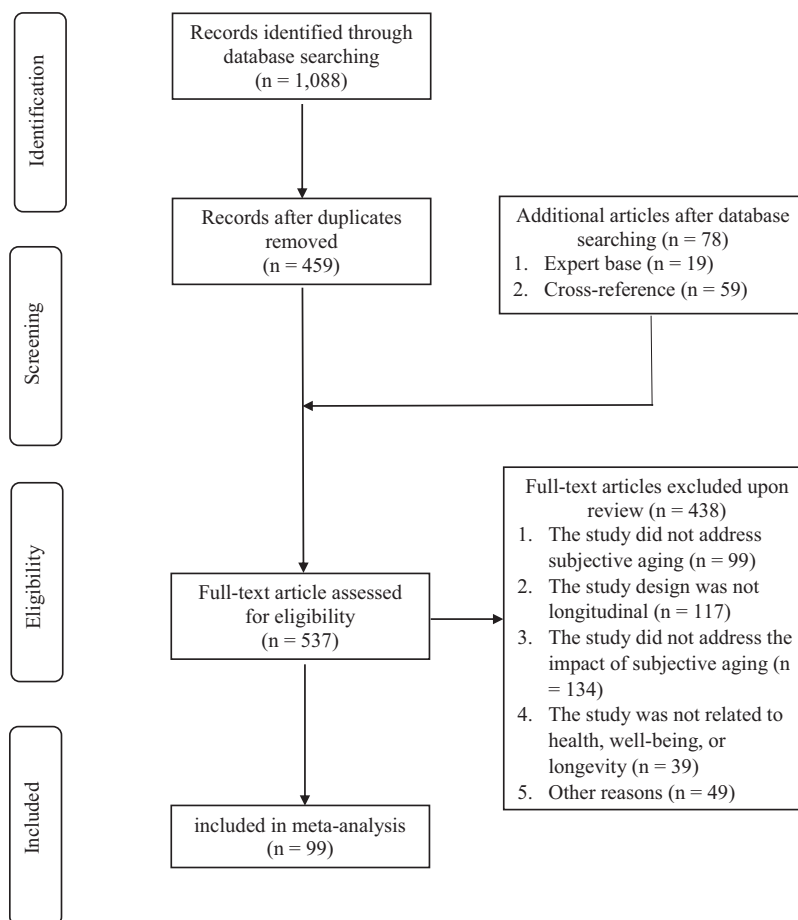 Identification
Records identified through
database searching
(n = 1,088)
Records after duplicates
removed
(n = 459)
Additional articles after database
searching (n = 78)
1. Expert base (n = 19)
2. Cross-reference (n = 59)
Screening
Eligibility
Full-text article assessed
for eligibility
(n = 537)
Full-text articles excluded upon
review (n = 438)
1. The study did not address
subjective aging (n = 99)
2. The study design was not
longitudinal (n = 117)
3. The study did not address the
impact of subjective aging (n
= 134)
4. The study was not related to
health, well-being, or
longevity (n = 39)
5. Other reasons (n = 49)
Included
included in meta-analysis
(n = 99)